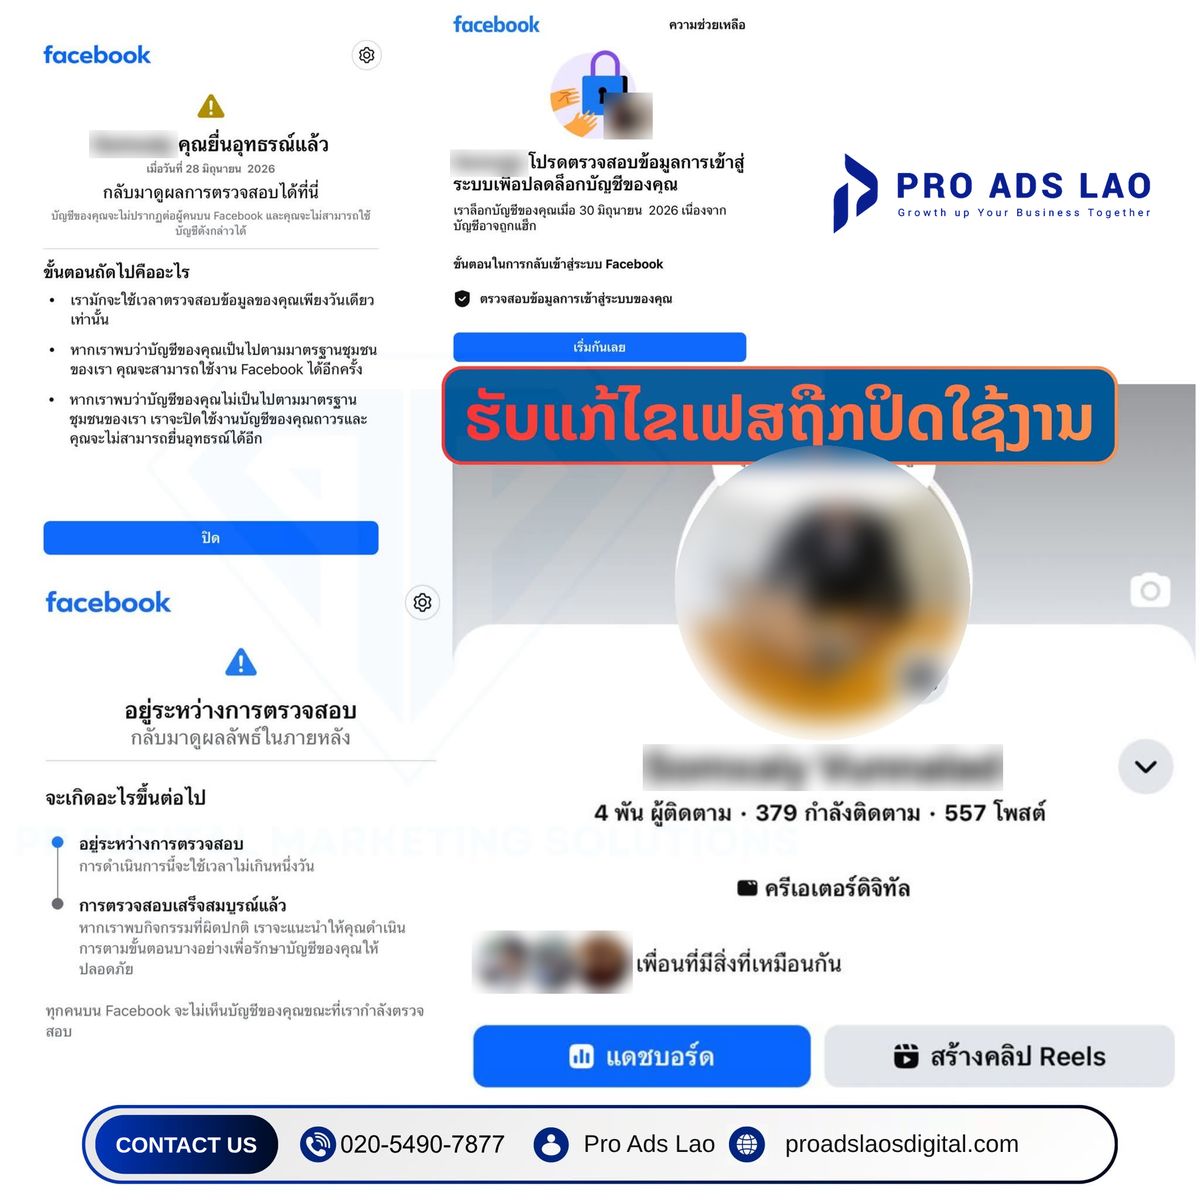 facebook
คุณยื่นอุทธรณ์แล้ว
เมื่อวันที่ 28 มิถุนายน 2026
กลับมาดูผลการตรวจสอบได้ที่นี่
บัญชีของคุณจะไม่ปรากฏต่อผู้คนบน Facebook และคุณจะไม่สามารถใช้
บัญชีดังกล่าวได้
ขั้นตอนถัดไปคืออะไร
• เรามักจะใช้เวลาตรวจสอบข้อมูลของคุณเพียงวันเดียว
เท่านั้น
• หากเราพบว่าบัญชีของคุณเป็นไปตามมาตรฐานชุมชน
ของเรา คุณจะสามารถใช้งาน Facebook ได้อีกครั้ง
• หากเราพบว่าบัญชีของคุณไม่เป็นไปตามมาตรฐาน
ชุมชนของเรา เราจะปิดใช้งานบัญชีของคุณถาวรและ
คุณจะไม่สามารถยื่นอุทธรณ์ได้อีก
ปิด
facebook
ความช่วยเหลือ
โปรดตรวจสอบข้อมูลการเข้าสู่
ระบบเพื่อปลดล็อกบัญชีของคุณ
เราล็อกบัญชีของคุณเมื่อ 30 มิถุนายน 2026 เนื่องจาก
บัญชีอาจถูกแฮ็ก
ขั้นตอนในการกลับเข้าสู่ระบบ Facebook
ตรวจสอบข้อมูลการเข้าสู่ระบบของคุณ
เริ่มกันเลย
PRO ADS LAO
Growth up Your Business Together
ຮັບແກ້ໄຂເຟສຖືກປິດໃຊ້ງານ
facebook
อยู่ระหว่างการตรวจสอบ
กลับมาดูผลลัพธ์ในภายหลัง
จะเกิดอะไรขึ้นต่อไป
อยู่ระหว่างการตรวจสอบ
การดำเนินการนี้จะใช้เวลาไม่เกินหนึ่งวัน
การตรวจสอบเสร็จสมบูรณ์แล้ว
หากเราพบกิจกรรมที่ผิดปกติ เราจะแนะนำให้คุณดำเนิน
การตามขั้นตอนบางอย่างเพื่อรักษาบัญชีของคุณให้
ปลอดภัย
ทุกคนบน Facebook จะไม่เห็นบัญชีของคุณขณะที่เรากำลังตรวจ
สอบ
4 พัน ผู้ติดตาม · 379 กำลังติดตาม · 557 โพสต์
ครีเอเตอร์ดิจิทัล
เพื่อนที่มีสิ่งที่เหมือนกัน
แดชบอร์ด
สร้างคลิป Reels
MARKETING SOLUTIONS
CONTACT US
020-5490-7877
Pro Ads Lao
proadslaosdigital.com